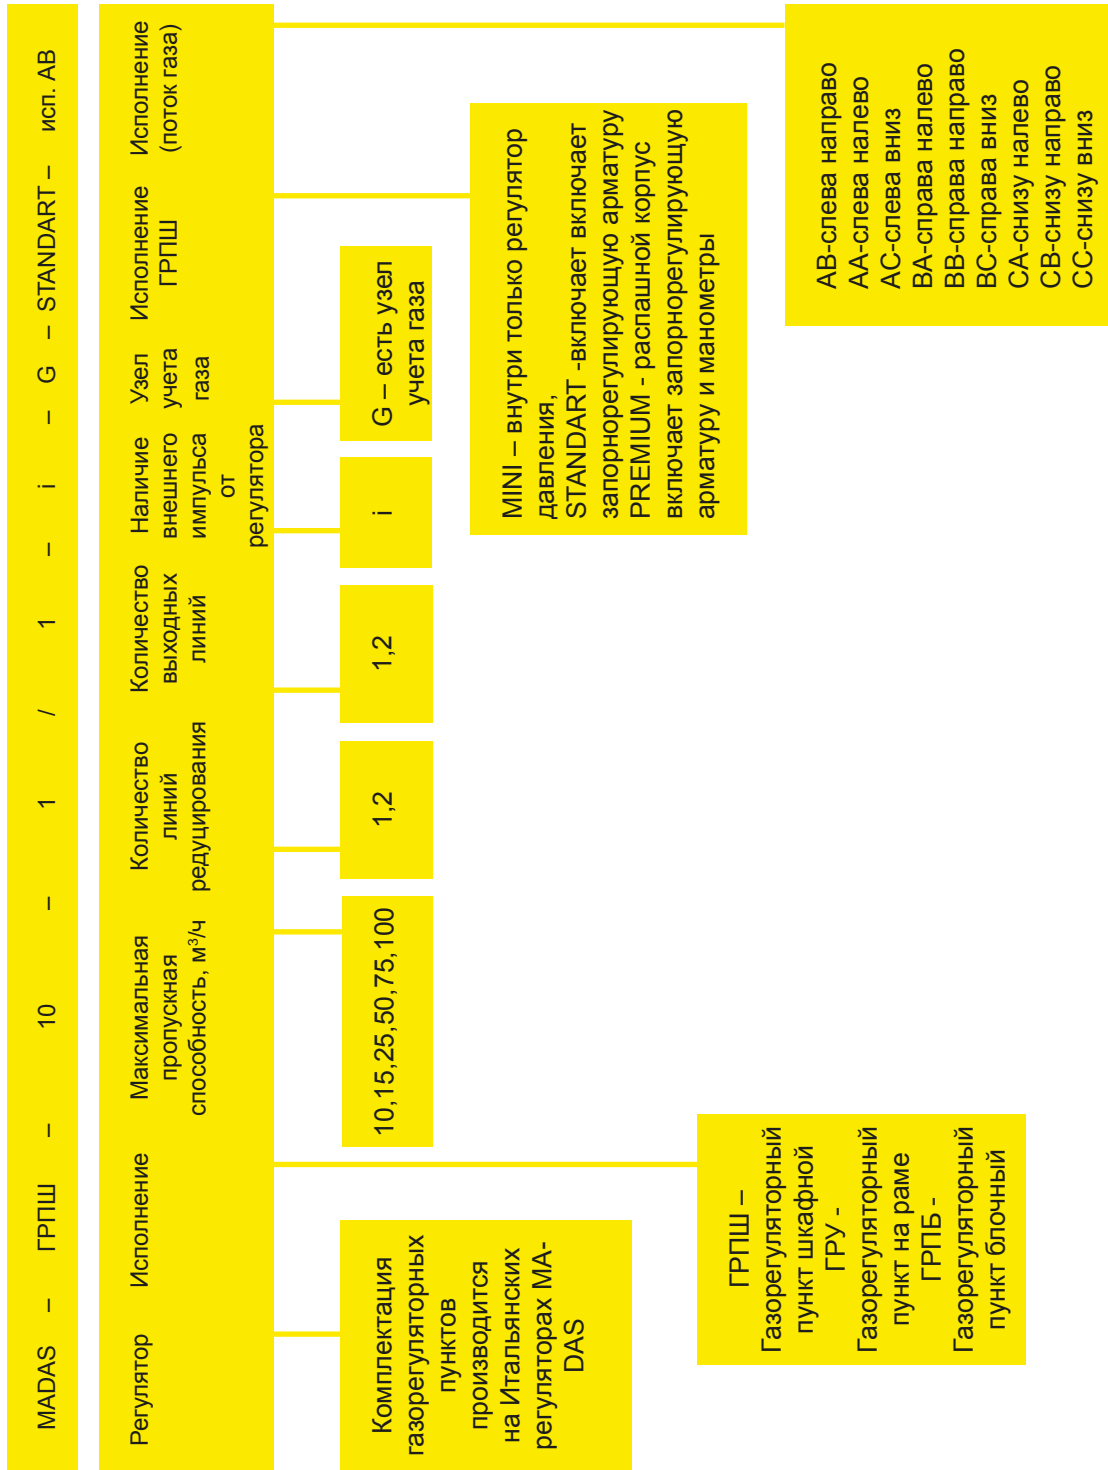 MADAS – ГРПШ – 10 – 1 / 1 – i – G – STANDART – исп. АВ
Регулятор
Исполнение
Максимальная
пропускная
способность, м³/ч
Количество
линий
редуцирования
Количество
выходных
линий
Наличие
внешнего
импульса
от
регулятора
Узел
учета
газа
Исполнение
ГРПШ
Исполнение
(поток газа)
Комплектация
газорегуляторных
пунктов
производится
на Итальянских
регуляторах MA-
DAS
ГРПШ –
Газорегуляторный
пункт шкафной
ГРУ -
Газорегуляторный
пункт на раме
ГРПБ -
Газорегуляторный
пункт блочный
10,15,25,50,75,100
1,2
1,2
i
G – есть узел
учета газа
MINI – внутри только регулятор
давления,
STANDART -включает включает
запорнорегулирующую арматуру
PREMIUM - распашной корпус
включает запорнорегулирующую
арматуру и манометры
АВ-слева направо
АА-слева налево
АС-слева вниз
ВА-справа налево
ВВ-справа направо
ВС-справа вниз
СА-снизу налево
СВ-снизу направо
СС-снизу вниз